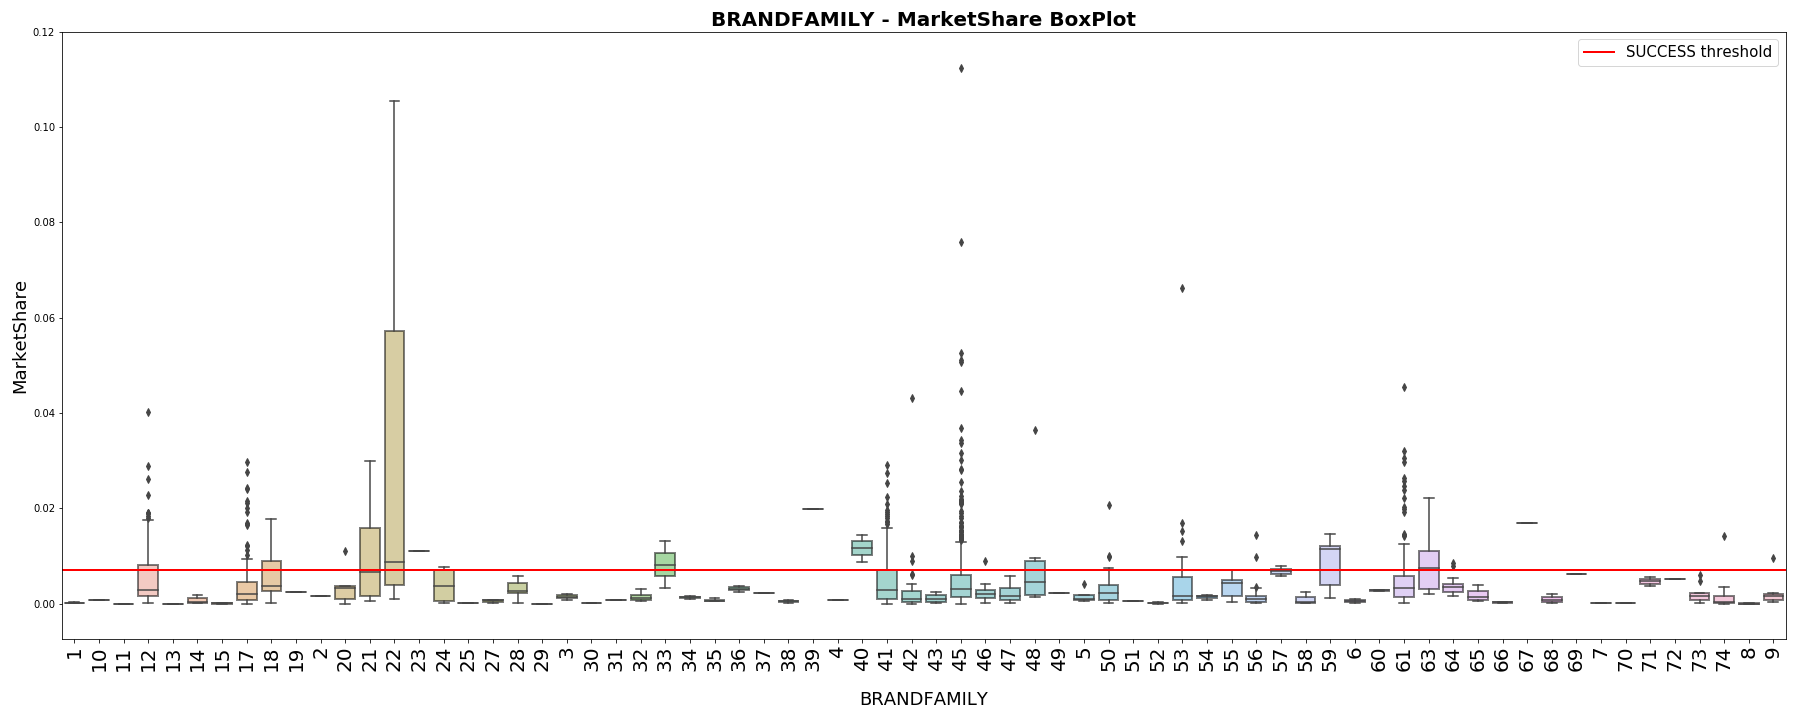 BRANDFAMILY - MarketShare BoxPlot
SUCCESS threshold
0.12
0.10
0.08
0.06
0.04
0.02
0.00
MarketShare
1 10 11 12 13 14 15 17 18 19 2 20 21 22 23 24 25 27 28 29 3 30 31 32 33 34 35 36 37 38 39 4 40 41 42 43 45 46 47 48 49 5 50 51 52 53 54 55 56 57 58 59 6 60 61 63 64 65 66 67 68 69 7 70 71 72 73 74 8 9
BRANDFAMILY